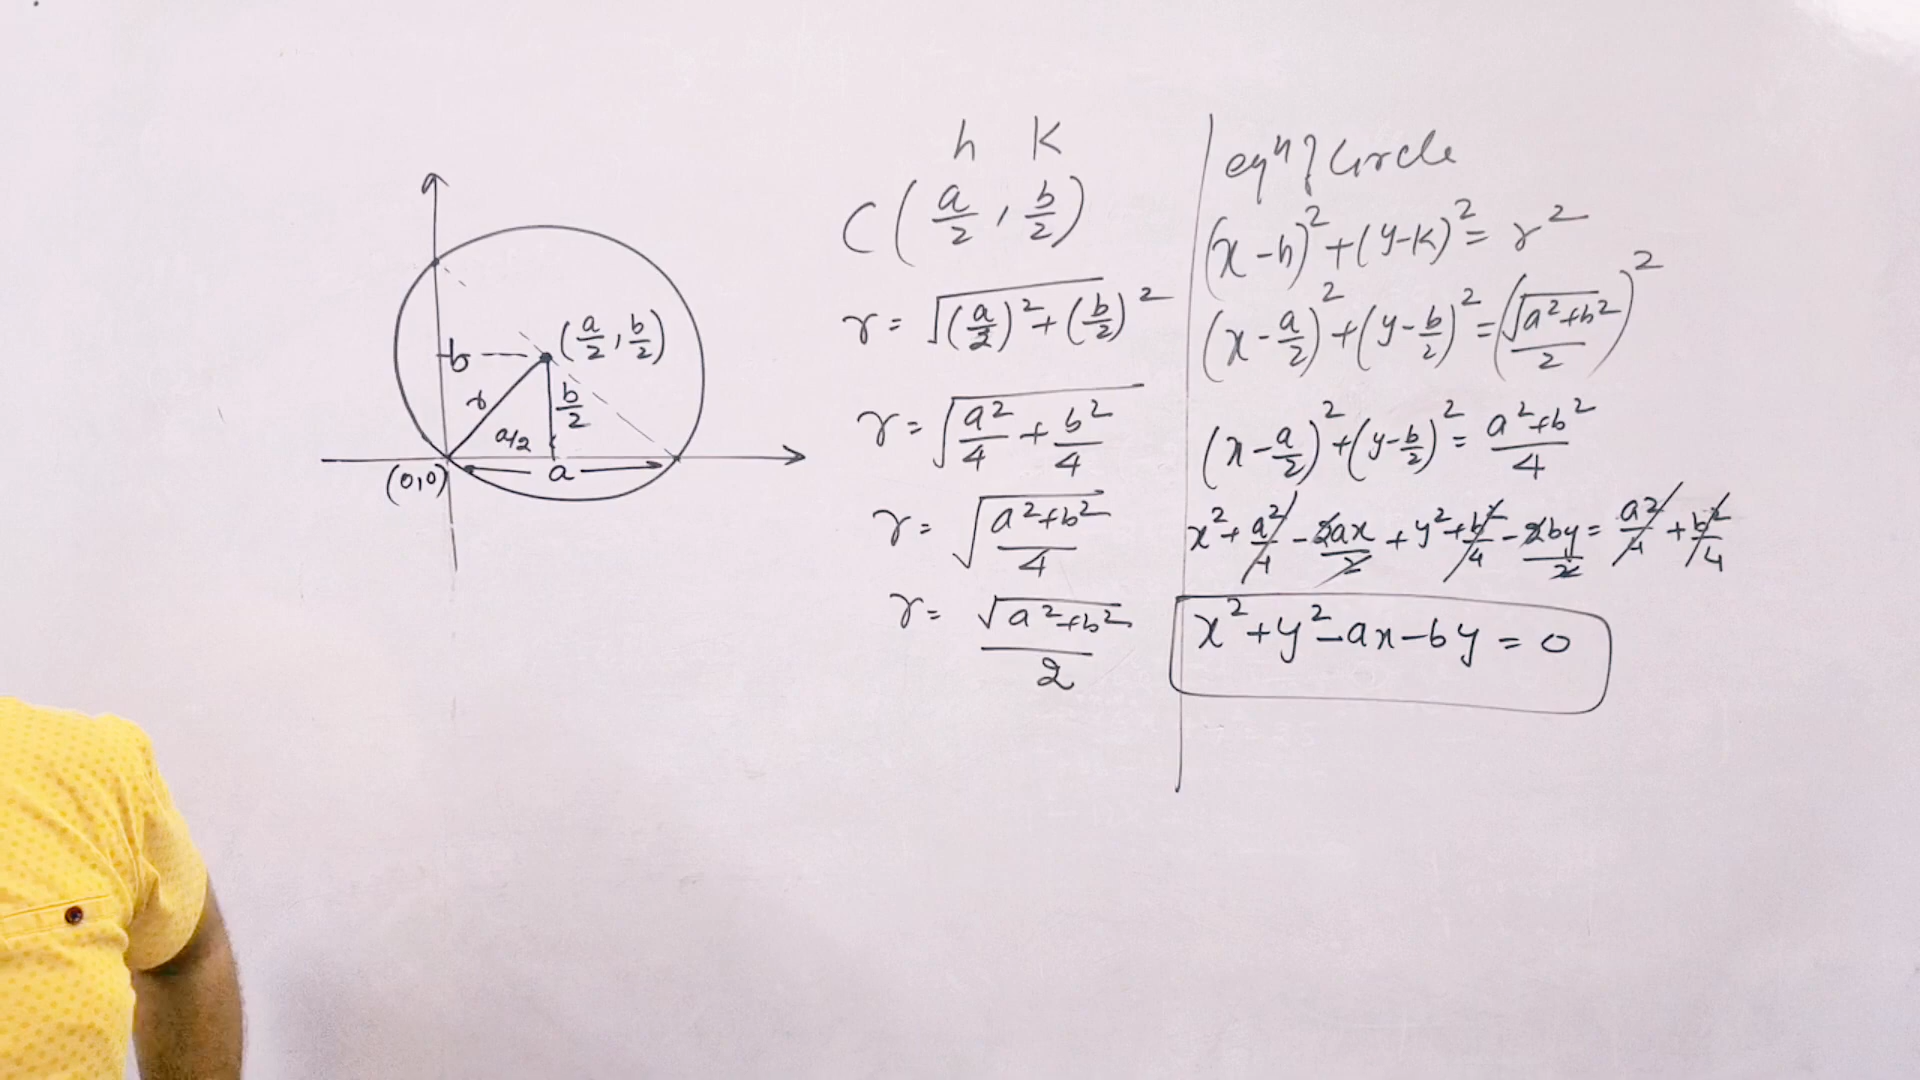 (a/2, b/2)
b
r
b/2
a/2
(0,0)
a
h K
C(a/2, b/2)
r = √(a/2)² + (b/2)²
r = √a²/4 + b²/4
r = √a²+b²/4
r = √a²+b²/2
eqⁿ of Circle
(x-h)² + (y-k)² = r²
(x-a/2)² + (y-b/2)² = (√a²+b²/2)²
(x-a/2)² + (y-b/2)² = a²+b²/4
x² + a²/4 - 2ax/2 + y² + b²/4 - 2by/2 = a²/4 + b²/4
x² + y² - ax - by = 0